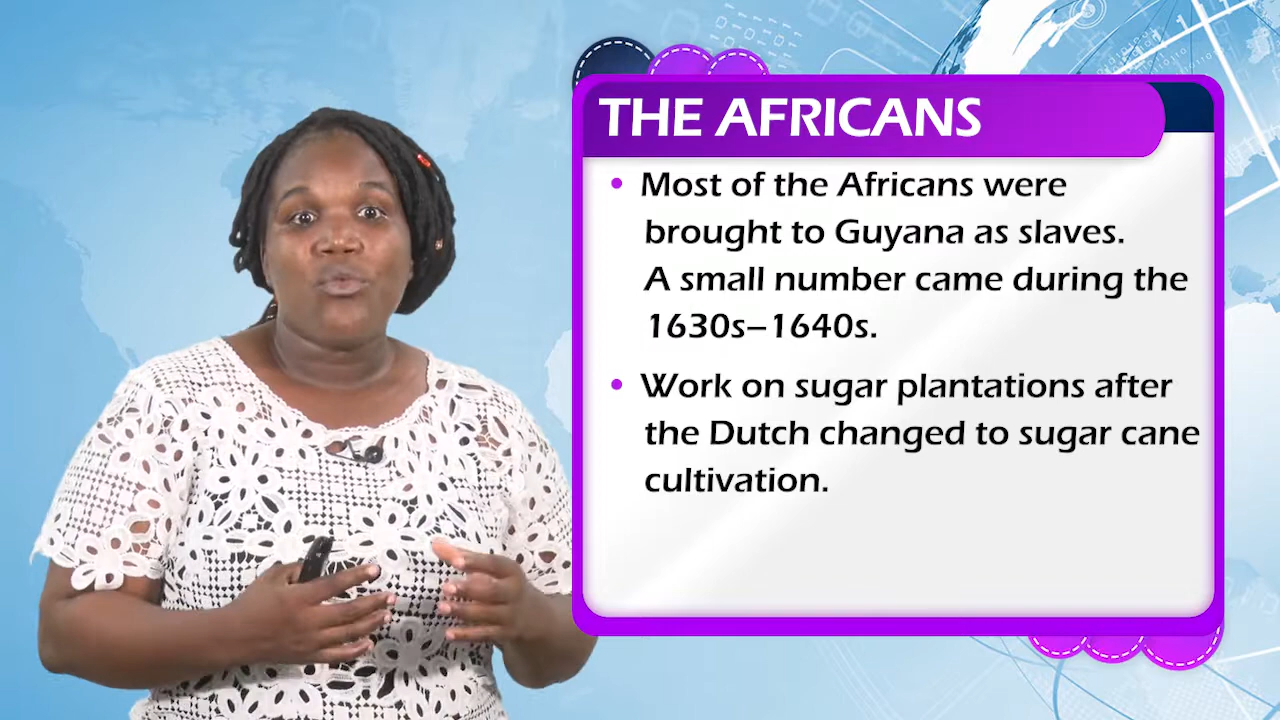 THE AFRICANS
• Most of the Africans were
brought to Guyana as slaves.
A small number came during the
1630s–1640s.
• Work on sugar plantations after
the Dutch changed to sugar cane
cultivation.